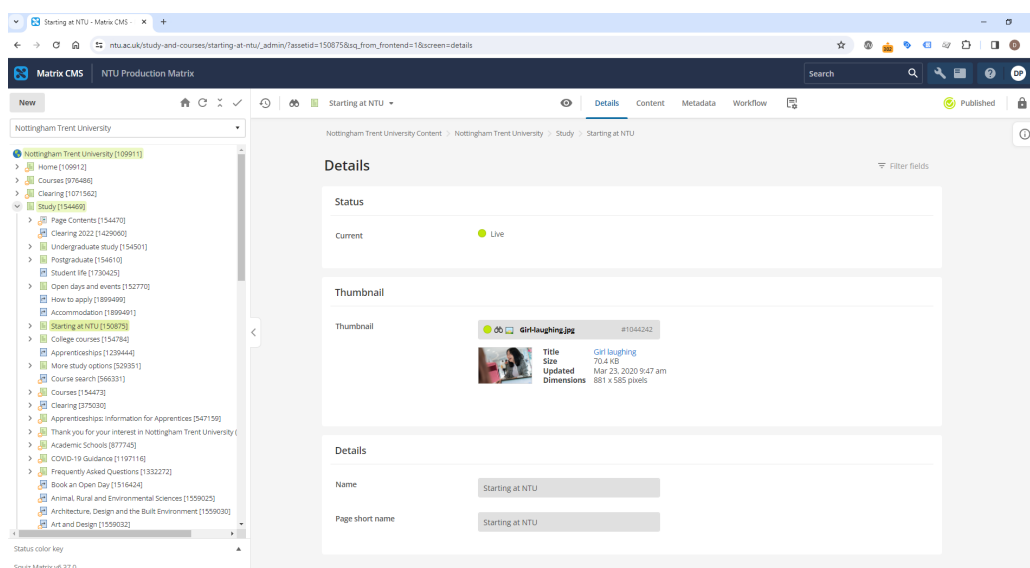 Starting at NTU - Matrix CMS -
ntu.ac.uk/study-and-courses/starting-at-ntu/_admin/?assetid=150875&sq_from_frontend=1&screen=details
D
Matrix CMS NTU Production Matrix Search DP
New Starting at NTU Details Content Metadata Workflow Published
Nottingham Trent University
Nottingham Trent University Content > Nottingham Trent University > Study > Starting at NTU
Nottingham Trent University [109911]
Home [109912]
Courses [976486]
Clearing [1071562]
Study [154469]
Page Contents [154470]
Clearing 2022 [1429060]
Undergraduate study [154501]
Postgraduate [154610]
Student life [1730425]
Open days and events [152770]
How to apply [1899499]
Accommodation [1899491]
Starting at NTU [150875]
College courses [154784]
Apprenticeships [1239444]
More study options [529351]
Course search [566331]
Courses [154473]
Clearing [375030]
Apprenticeships: Information for Apprentices [547159]
Thank you for your interest in Nottingham Trent University (
Academic Schools [877745]
COVID-19 Guidance [1197116]
Frequently Asked Questions [1332272]
Book an Open Day [1516424]
Animal, Rural and Environmental Sciences [1559025]
Architecture, Design and the Built Environment [1559030]
Art and Design [1559032]
Status color key
Squiz Matrix v6.37.0
Details Filter fields
Status
Current Live
Thumbnail
Thumbnail Girl-laughing.jpg #1044242
Title Girl laughing
Size 70.4 KB
Updated Mar 23, 2020 9:47 am
Dimensions 881 x 585 pixels
Details
Name Starting at NTU
Page short name Starting at NTU